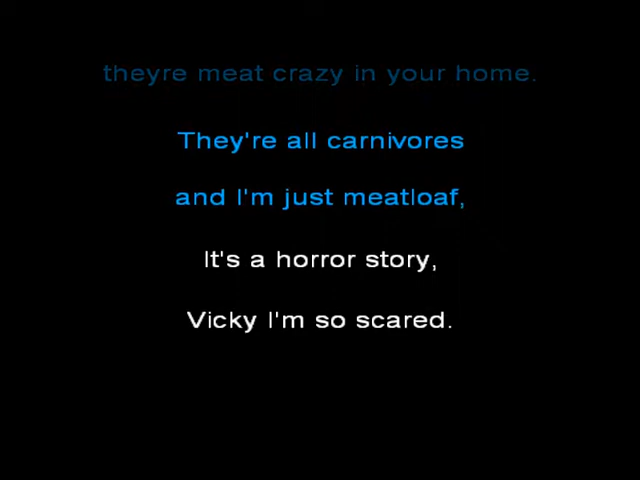 theyre meat crazy in your home.
They're all carnivores
and I'm just meatloaf,
It's a horror story,
Vicky I'm so scared.